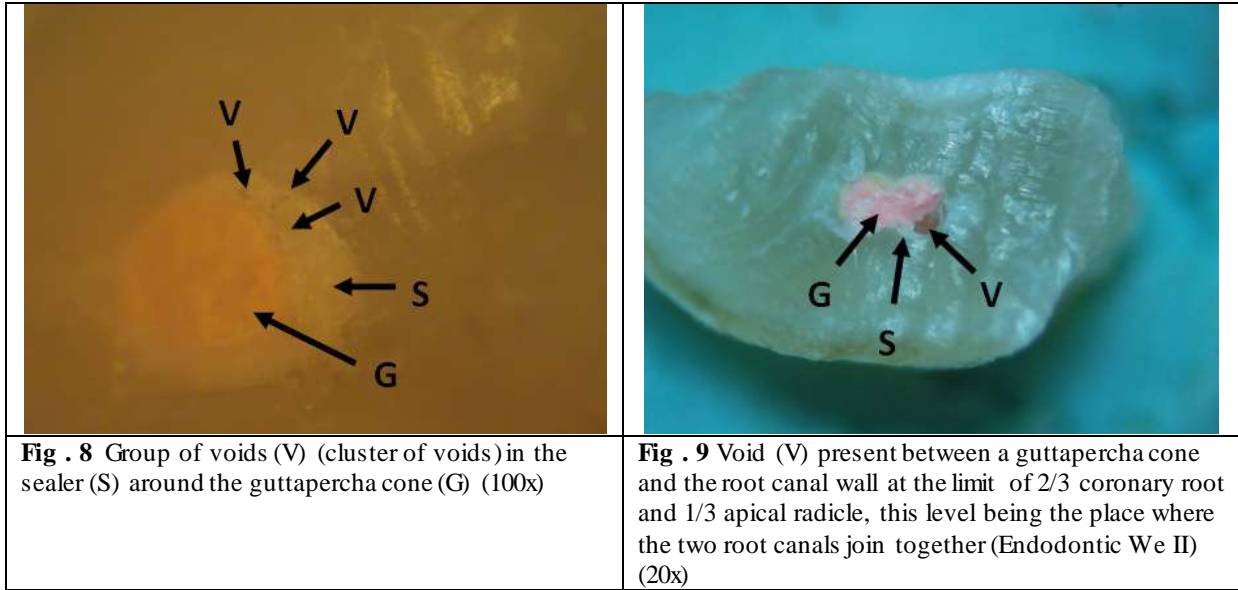 V
V
V
S
G
G
S
V
Fig . 8 Group of voids (V) (cluster of voids) in the
sealer (S) around the guttapercha cone (G) (100x)
Fig . 9 Void (V) present between a guttapercha cone
and the root canal wall at the limit of 2/3 coronary root
and 1/3 apical radicle, this level being the place where
the two root canals join together (Endodontic We II)
(20x)